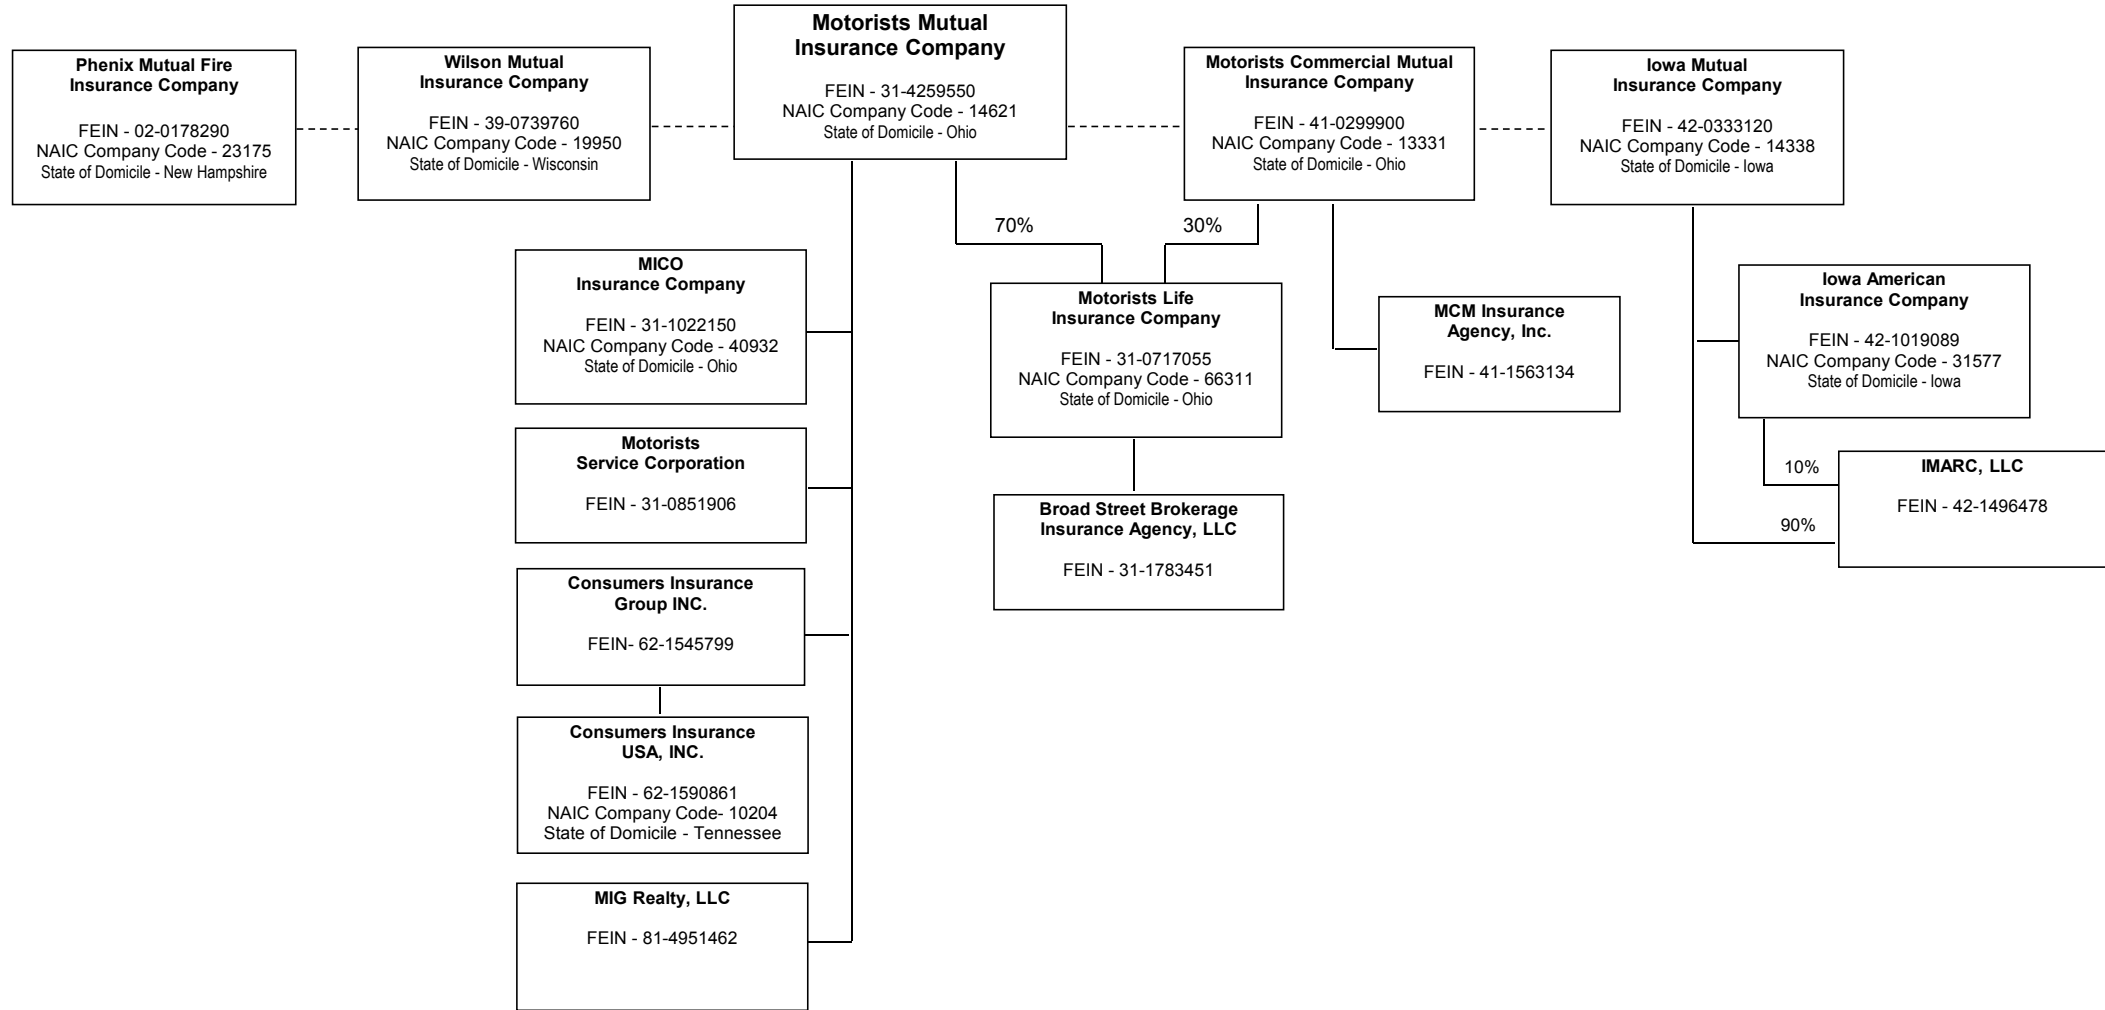 Motorists Mutual
Insurance Company
FEIN - 31-4259550
NAIC Company Code - 14621
State of Domicile - Ohio
Phenix Mutual Fire
Insurance Company
FEIN - 02-0178290
NAIC Company Code - 23175
State of Domicile - New Hampshire
Wilson Mutual
Insurance Company
FEIN - 39-0739760
NAIC Company Code - 19950
State of Domicile - Wisconsin
Motorists Commercial Mutual
Insurance Company
FEIN - 41-0299900
NAIC Company Code - 13331
State of Domicile - Ohio
Iowa Mutual
Insurance Company
FEIN - 42-0333120
NAIC Company Code - 14338
State of Domicile - Iowa
70%
30%
MICO
Insurance Company
FEIN - 31-1022150
NAIC Company Code - 40932
State of Domicile - Ohio
Motorists Life
Insurance Company
FEIN - 31-0717055
NAIC Company Code - 66311
State of Domicile - Ohio
MCM Insurance
Agency, Inc.
FEIN - 41-1563134
Iowa American
Insurance Company
FEIN - 42-1019089
NAIC Company Code - 31577
State of Domicile - Iowa
Motorists
Service Corporation
FEIN - 31-0851906
10%
90%
IMARC, LLC
FEIN - 42-1496478
Broad Street Brokerage
Insurance Agency, LLC
FEIN - 31-1783451
Consumers Insurance
Group INC.
FEIN- 62-1545799
Consumers Insurance
USA, INC.
FEIN - 62-1590861
NAIC Company Code- 10204
State of Domicile - Tennessee
MIG Realty, LLC
FEIN - 81-4951462